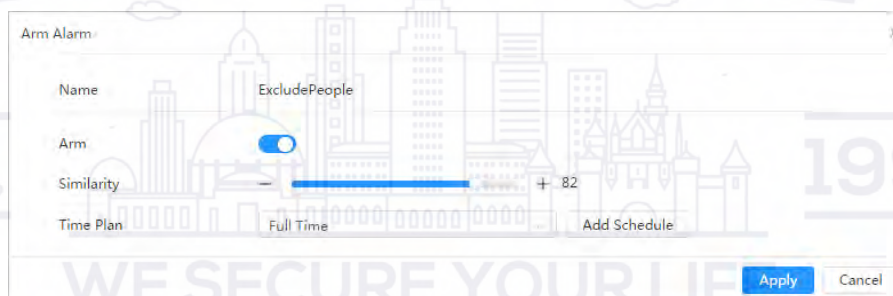 Arm Alarm
Name ExcludePeople
Arm
Similarity − + 82
Time Plan Full Time Add Schedule
WE SECURE YOUR LIFE
Apply Cancel